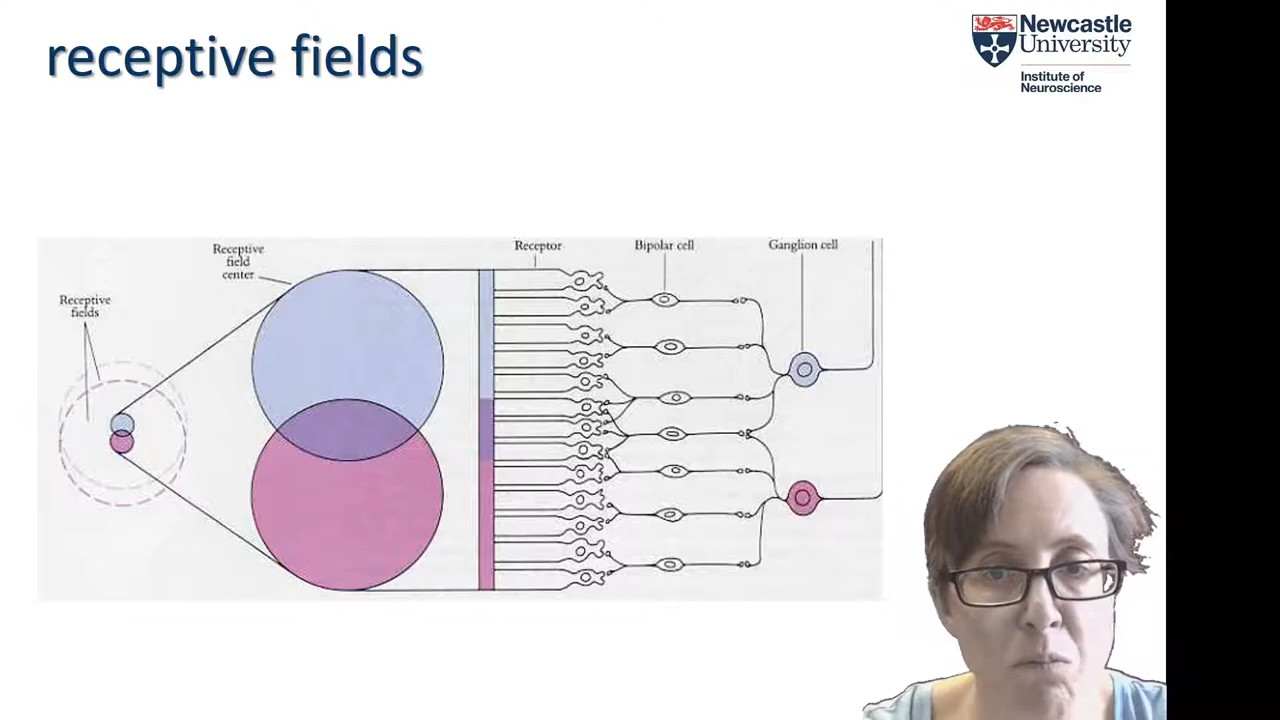 receptive fields
Newcastle
University
Institute of
Neuroscience
Receptive
field
center
Receptor
Bipolar cell
Ganglion cell
Receptive
fields